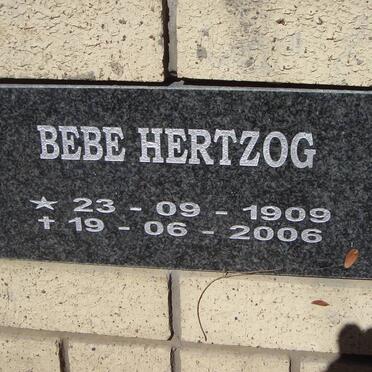 BEBE HERTZOG
★ 23 - 09 - 1909
✝ 19 - 06 - 2006